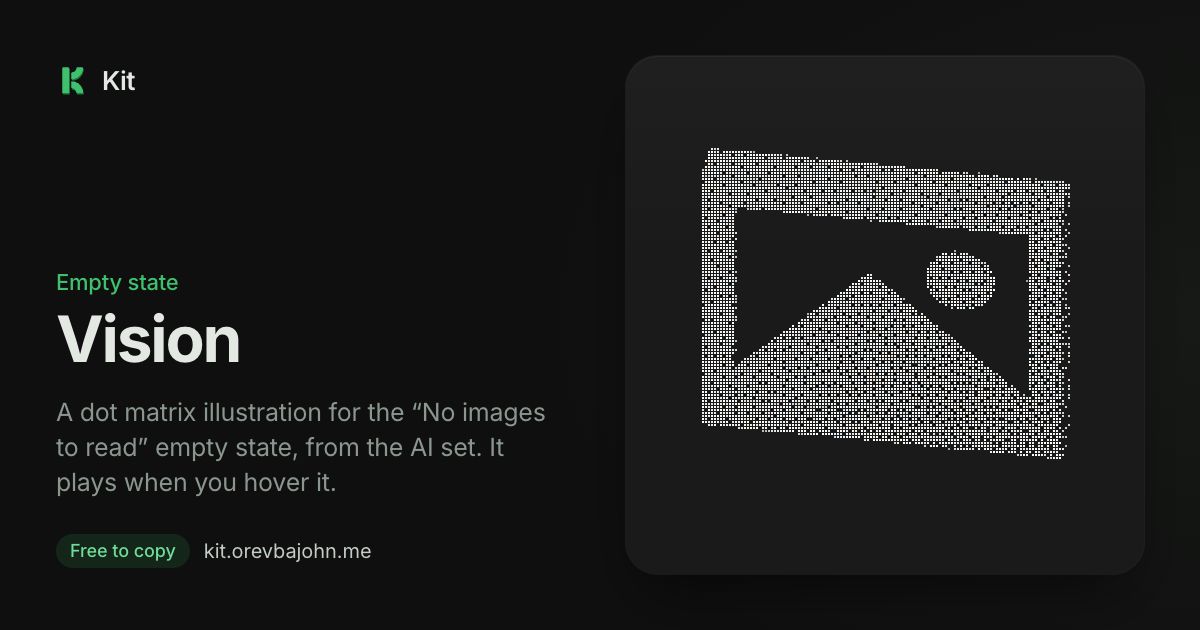 Kit
Empty state
Vision
A dot matrix illustration for the “No images
to read” empty state, from the AI set. It
plays when you hover it.
Free to copy
kit.orevbajohn.me